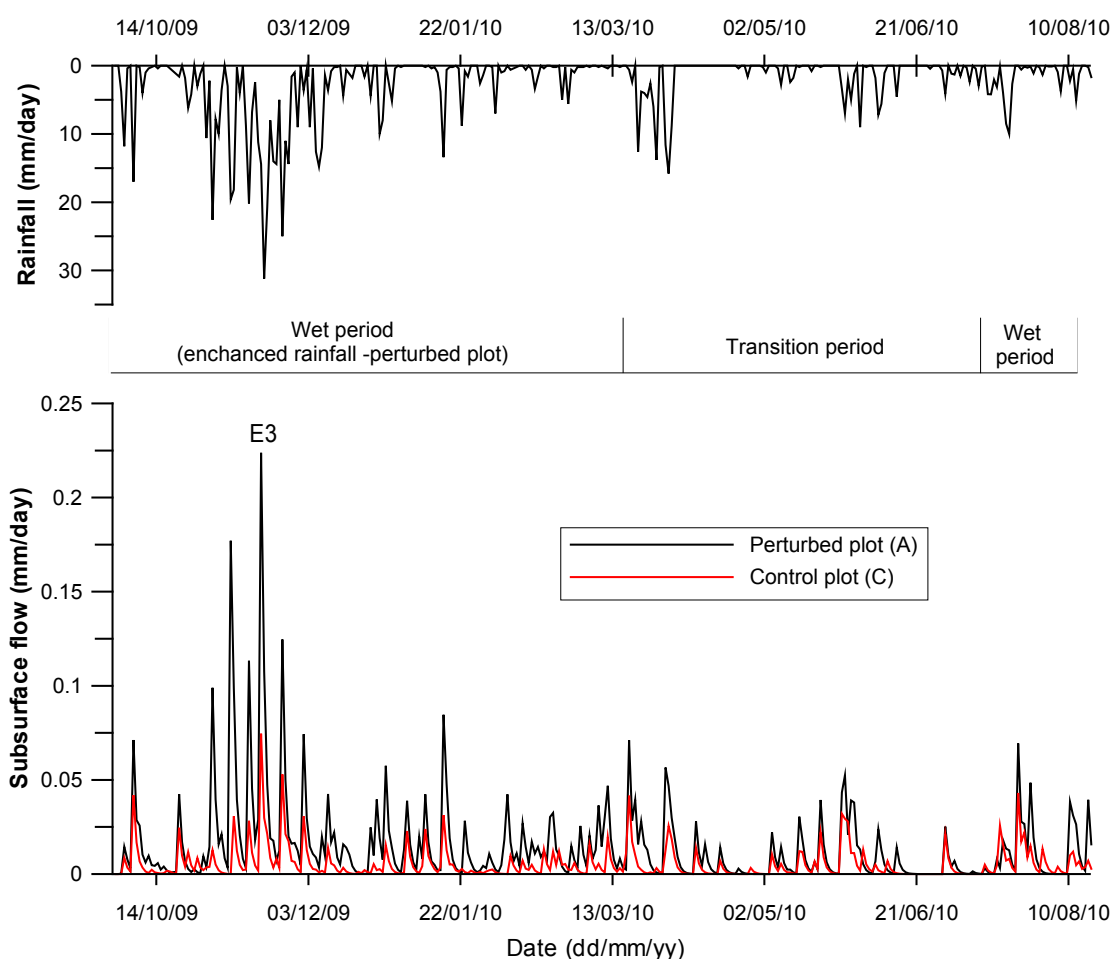 14/10/09 03/12/09 22/01/10 13/03/10 02/05/10 21/06/10 10/08/10
0
10
20
30
Rainfall (mm/day)
Wet period
(enchanced rainfall -perturbed plot)
Transition period
Wet
period
0.25
0.2
0.15
0.1
0.05
0
Subsurface flow (mm/day)
E3
Perturbed plot (A)
Control plot (C)
14/10/09 03/12/09 22/01/10 13/03/10 02/05/10 21/06/10 10/08/10
Date (dd/mm/yy)